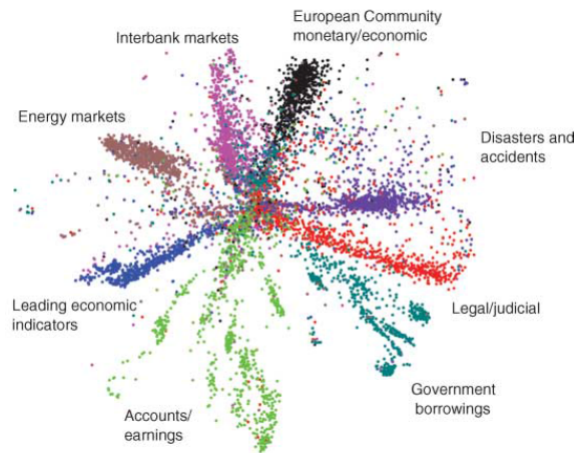 European Community
monetary/economic
Interbank markets
Energy markets
Disasters and
accidents
Leading economic
indicators
Legal/judicial
Government
borrowings
Accounts/
earnings